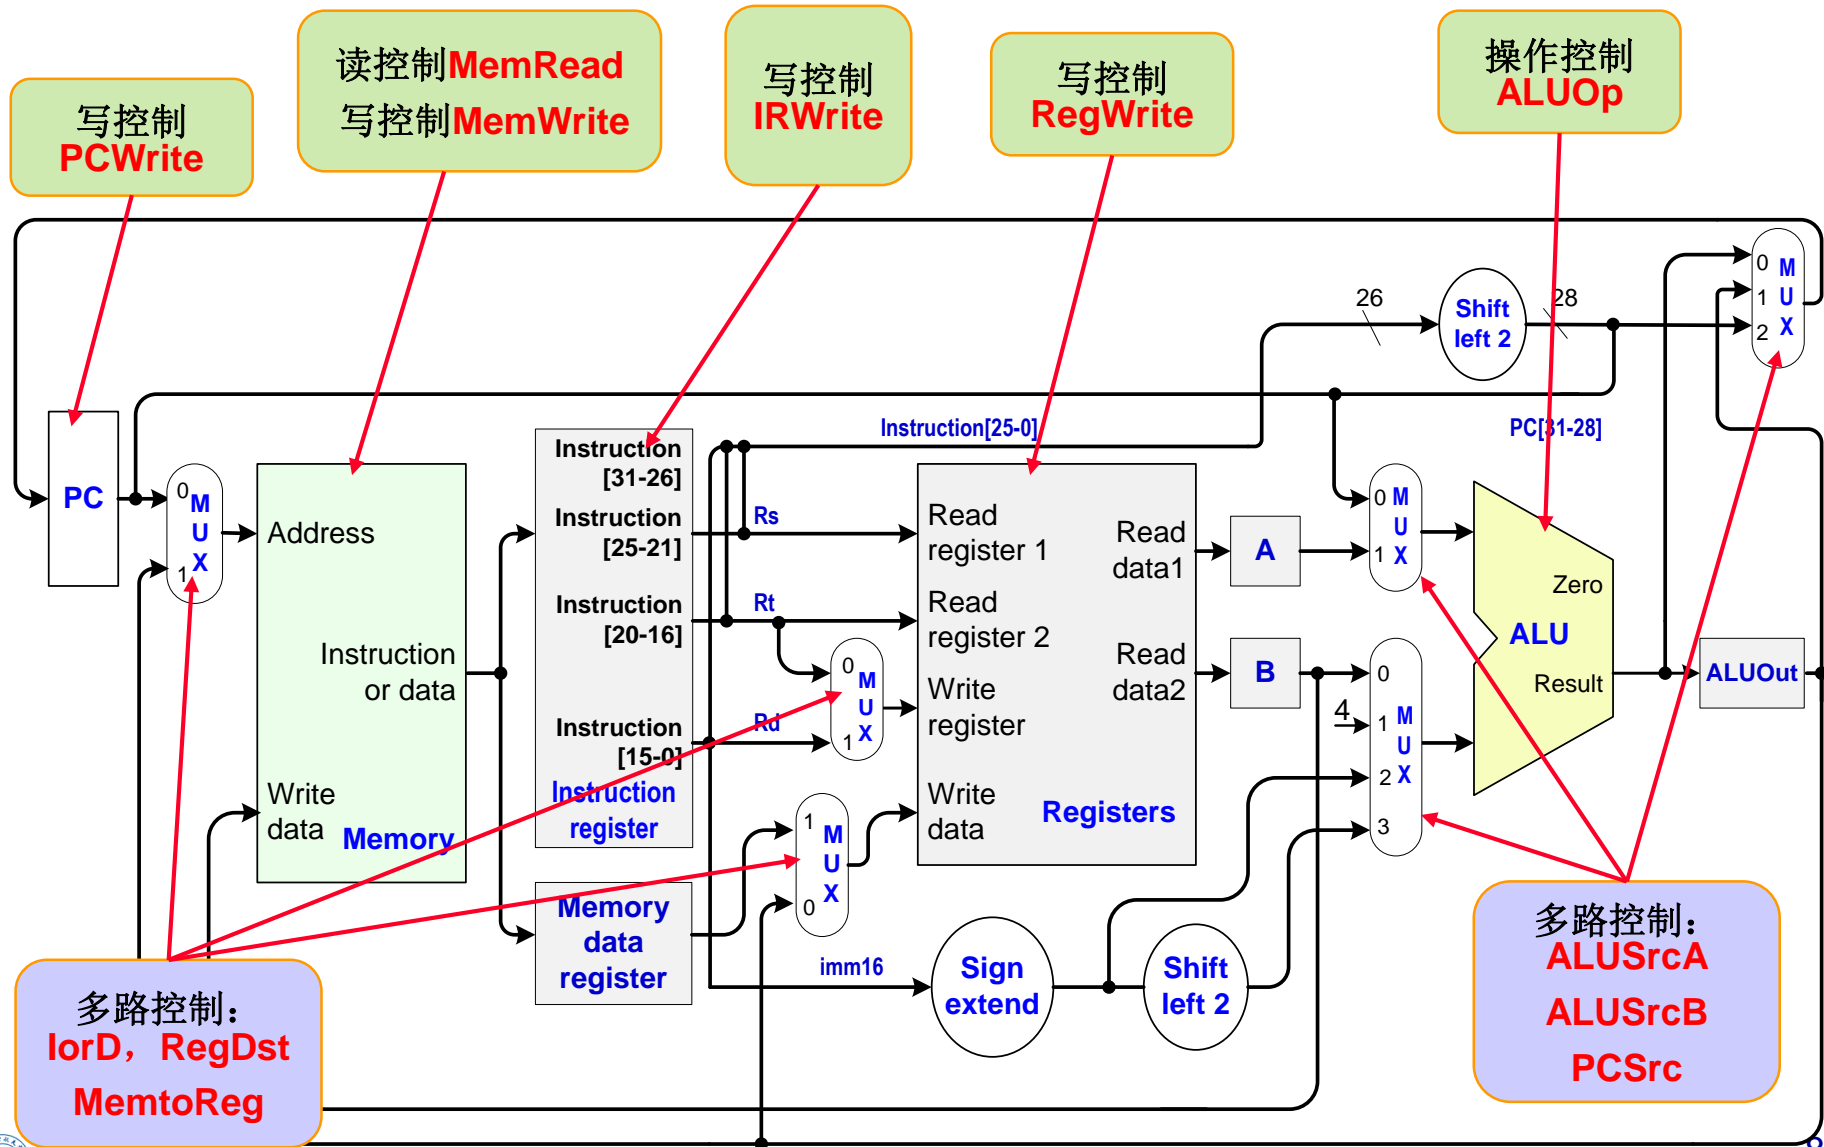 写控制
PCWrite
读控制MemRead
写控制MemWrite
写控制
IRWrite
写控制
RegWrite
操作控制
ALUOp
26
Shift
left 2
28
0
1
2
M
U
X
Instruction[25-0]
PC[31-28]
PC
0
M
U
X
1
Address
Instruction
or data
Write
data
Memory
Instruction
[31-26]
Instruction
[25-21]
Instruction
[20-16]
Instruction
[15-0]
Instruction
register
Rs
Rt
Rd
0
M
U
X
1
Read
register 1
Read
register 2
Write
register
Write
data
Read
data1
Read
data2
Registers
A
B
0
M
U
X
1
4
0
1
2
3
M
U
X
Zero
ALU
Result
ALUOut
Memory
data
register
1
M
U
X
0
imm16
Sign
extend
Shift
left 2
多路控制：
IorD，RegDst
MemtoReg
多路控制：
ALUSrcA
ALUSrcB
PCSrc